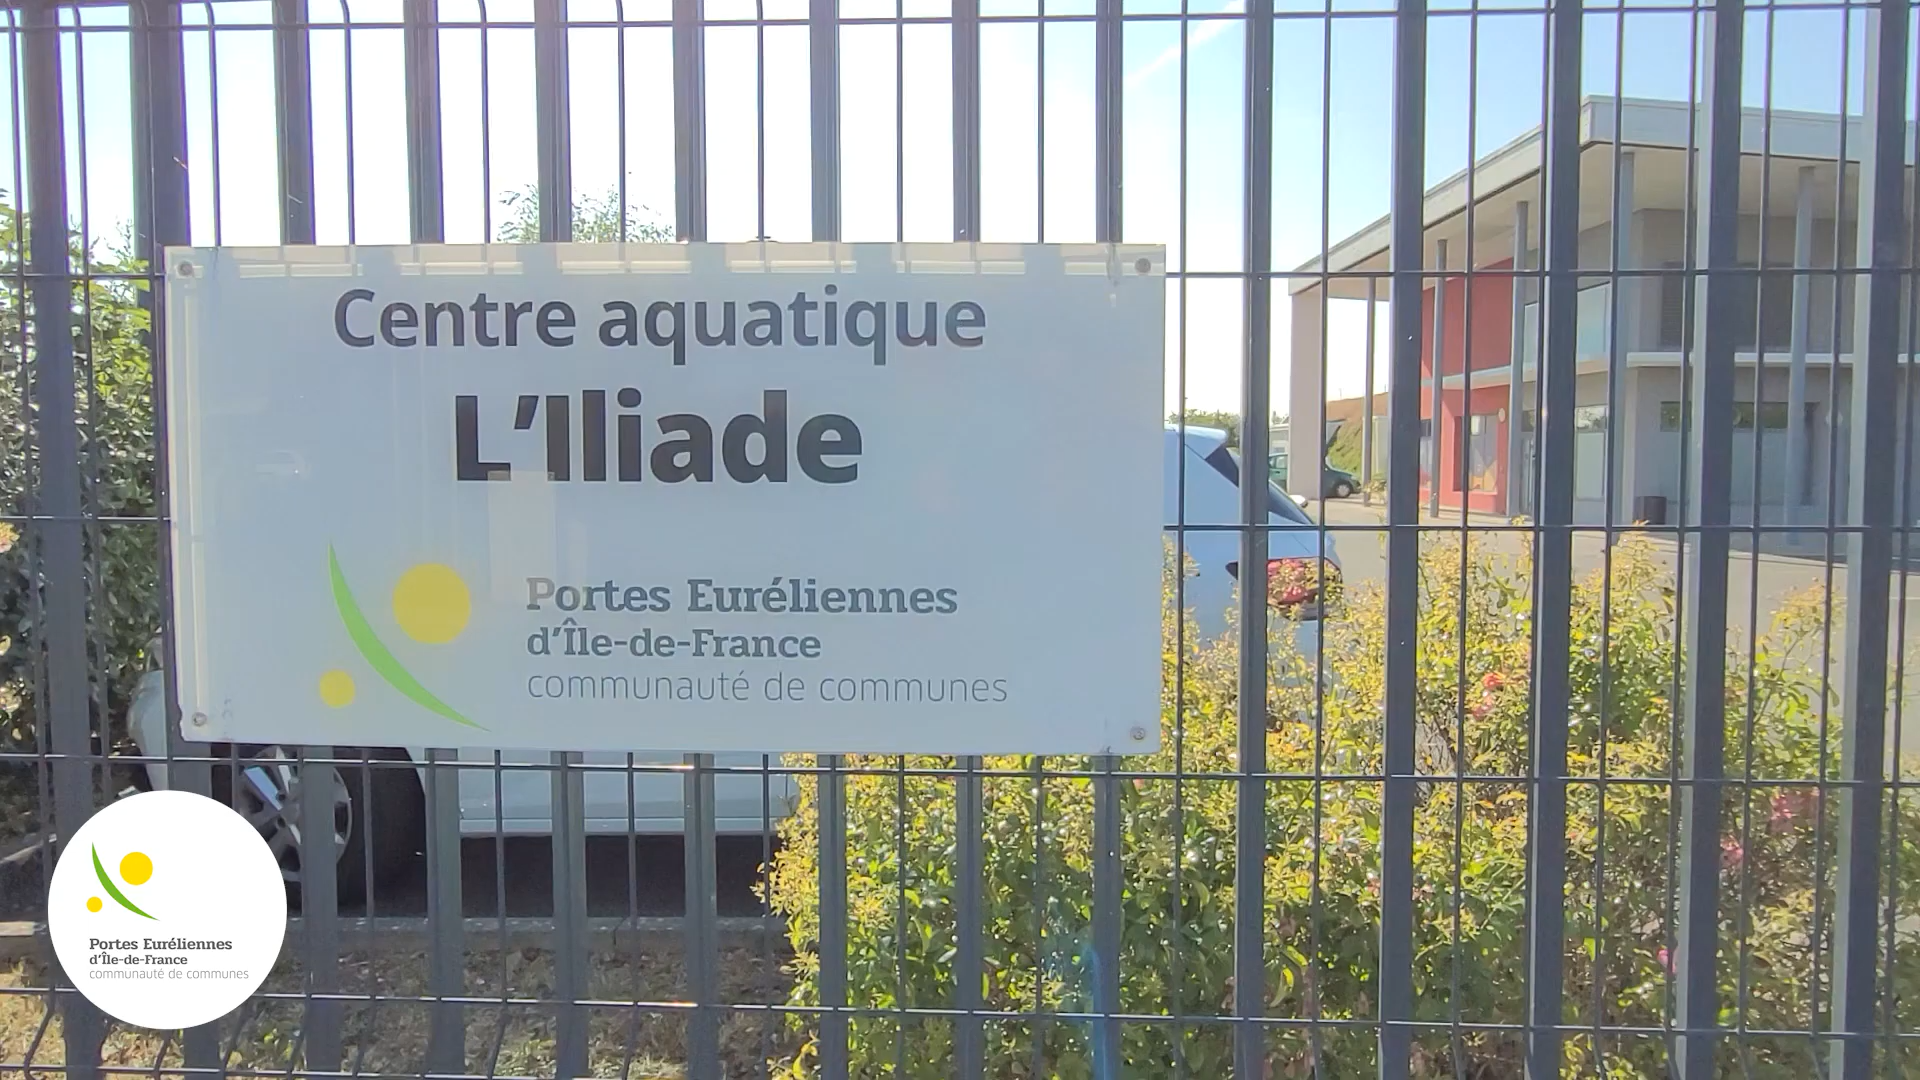 Centre aquatique
L'Iliade
Portes Euréliennes
d'Île-de-France
communauté de communes
Portes Euréliennes
d'Île-de-France
communauté de communes